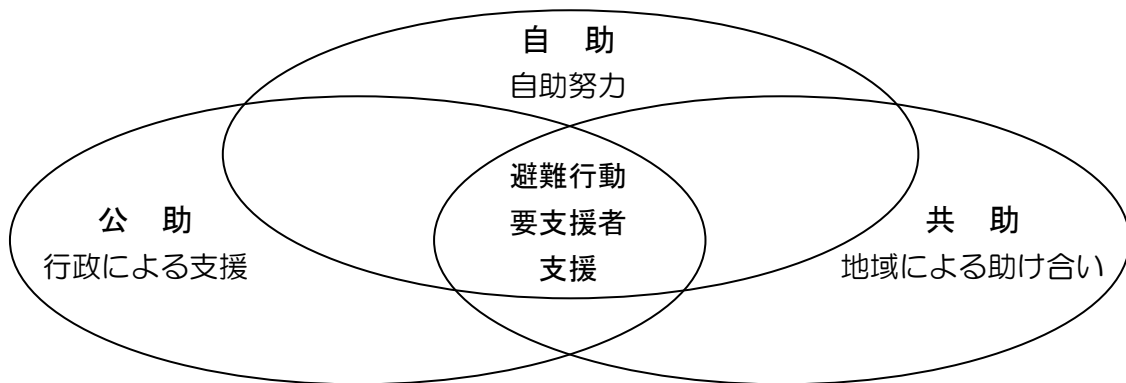 自　助
自助努力
避難行動
要支援者
支援
公　助
行政による支援
共　助
地域による助け合い